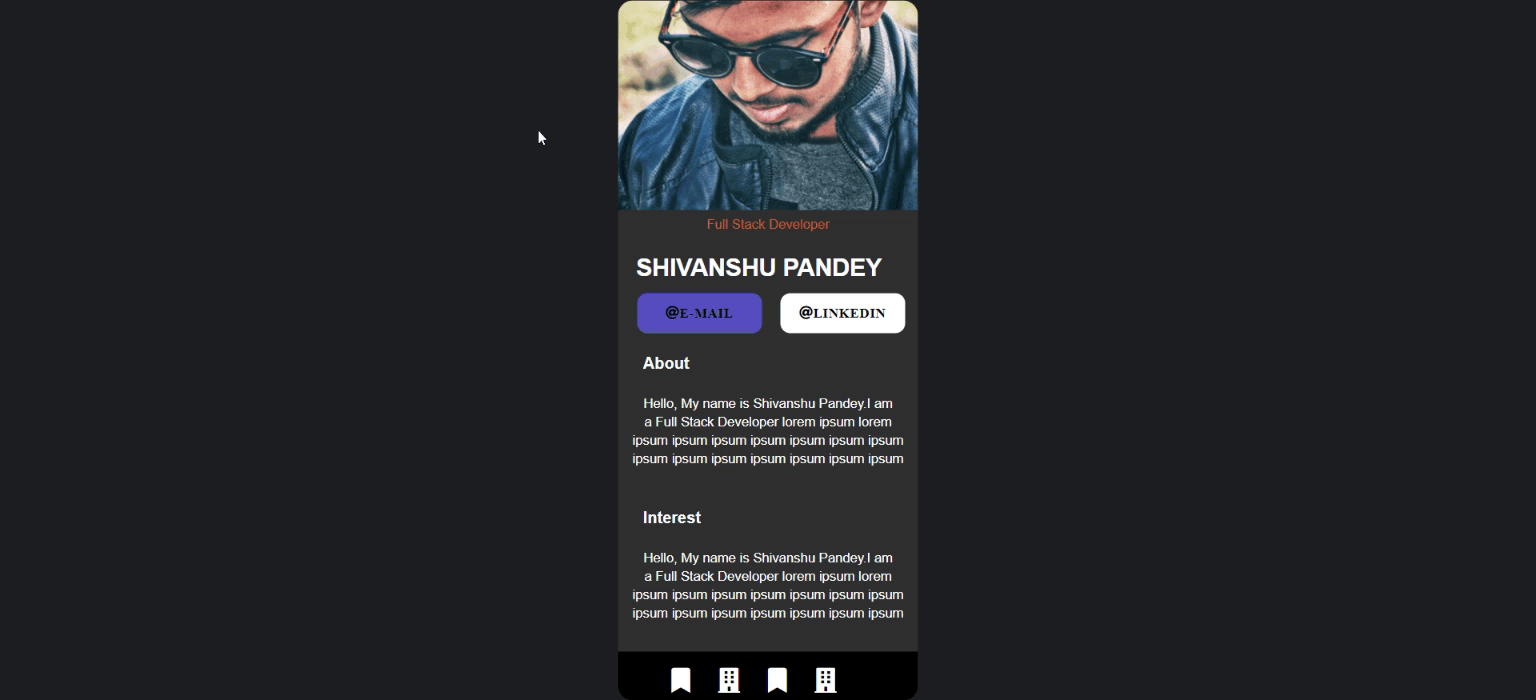 Full Stack Developer
SHIVANSHU PANDEY
@E-MAIL
@LINKEDIN
About
Hello, My name is Shivanshu Pandey.I am
a Full Stack Developer lorem ipsum lorem
ipsum ipsum ipsum ipsum ipsum ipsum ipsum
ipsum ipsum ipsum ipsum ipsum ipsum ipsum
Interest
Hello, My name is Shivanshu Pandey.I am
a Full Stack Developer lorem ipsum lorem
ipsum ipsum ipsum ipsum ipsum ipsum ipsum
ipsum ipsum ipsum ipsum ipsum ipsum ipsum